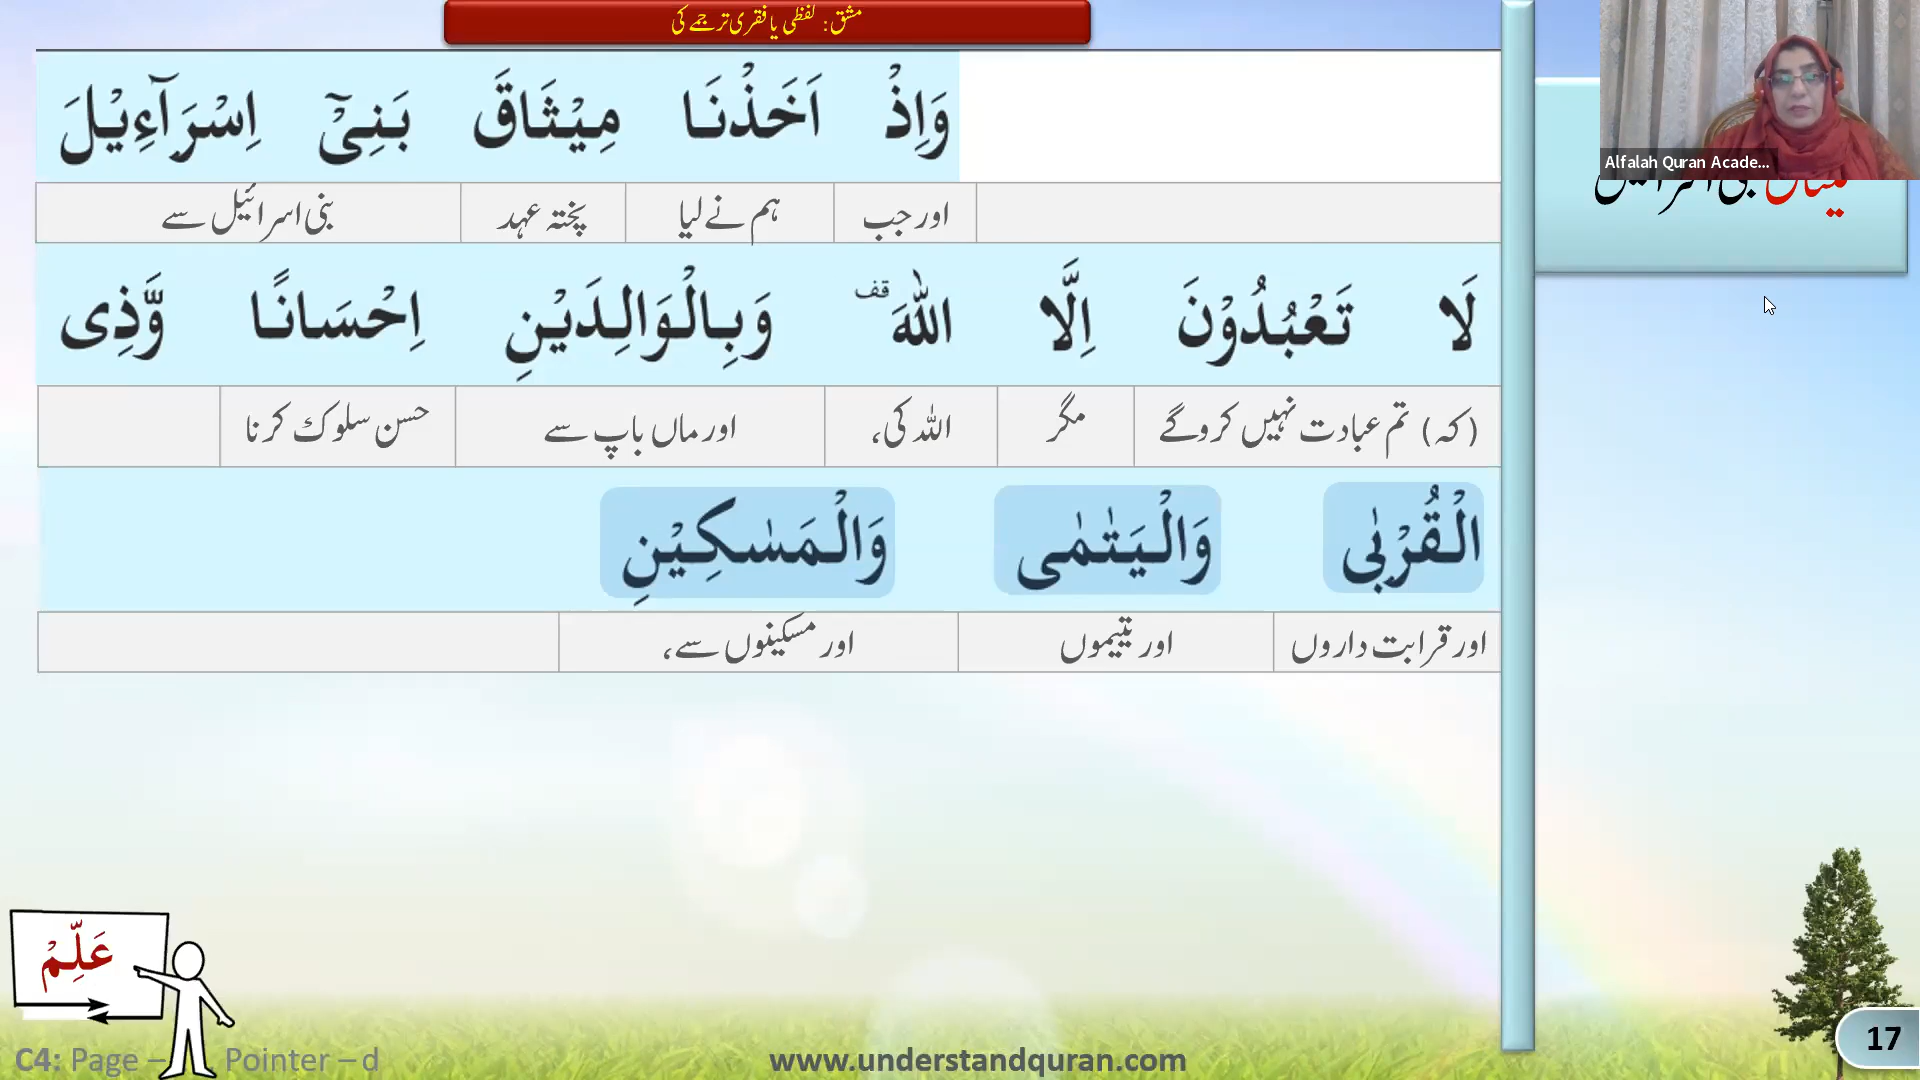 مشق: لفظی یا فقری ترجمے کی
وَاِذْ اَخَذْنَا مِيْثَاقَ بَنِىْٓ اِسْرَآءِيْلَ
اور جب ہم نے لیا پختہ عہد بنی اسرائیل سے
لَا تَعْبُدُوْنَ اِلَّا اللّٰهَ قف وَبِالْوَالِدَيْنِ اِحْسَانًا وَّذِى
(کہ) تم عبادت نہیں کروگے مگر اللہ کی، اور ماں باپ سے حسن سلوک کرنا
الْقُرْبٰى وَالْيَتٰمٰى وَالْمَسٰكِيْنِ
اور قرابت داروں اور یتیموں اور مسکینوں سے،
Alfalah Quran Acade...
عَلِّمْ
C4: Page – Pointer – d
www.understandquran.com
17